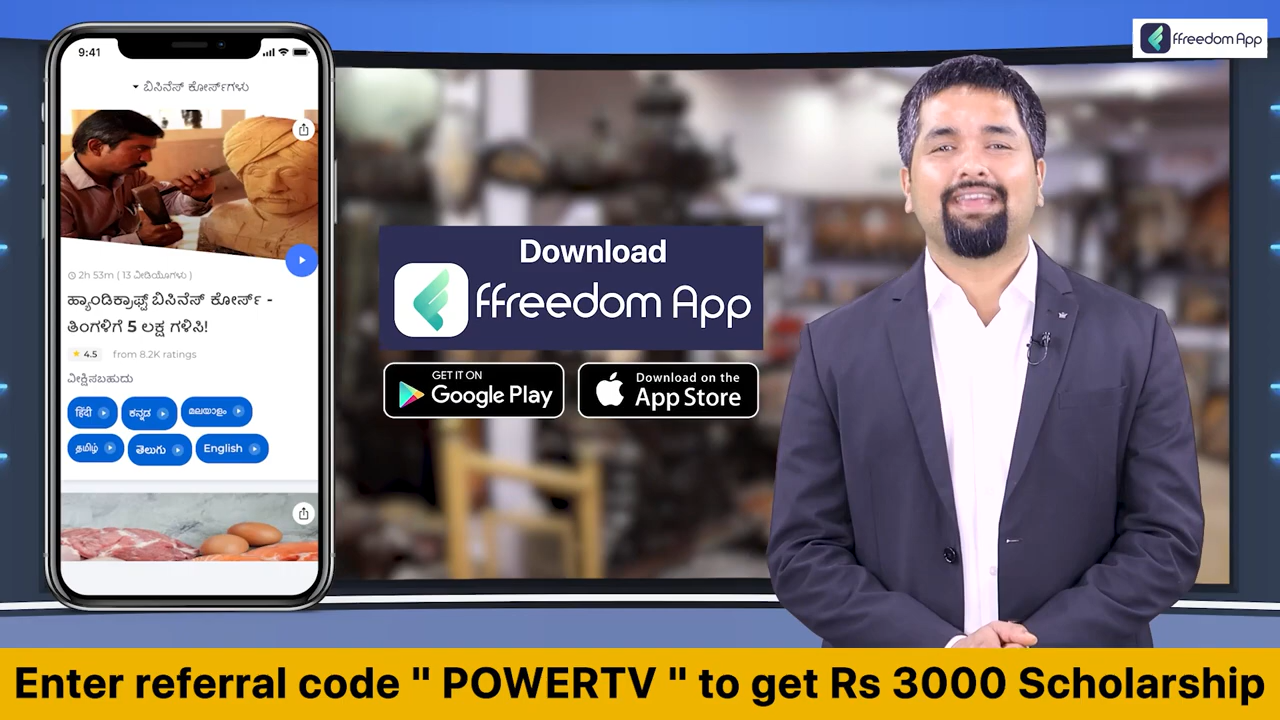 9:41
ಬಿಸಿನೆಸ್ ಕೋರ್ಸ್‌ಗಳು
2h 53m ( 13 ವೀಡಿಯೊಗಳು )
ಹ್ಯಾಂಡಿಕ್ರಾಫ್ಟ್ ಬಿಸಿನೆಸ್ ಕೋರ್ಸ್ -
ತಿಂಗಳಿಗೆ 5 ಲಕ್ಷ ಗಳಿಸಿ!
4.5 from 8.2K ratings
ವೀಕ್ಷಿಸಬಹುದು
हिंदी ಕನ್ನಡ മലയാളം
தமிழ் తెలుగు English
Download
ffreedom App
GET IT ON
Google Play
Download on the
App Store
ffreedom App
Enter referral code " POWERTV " to get Rs 3000 Scholarship